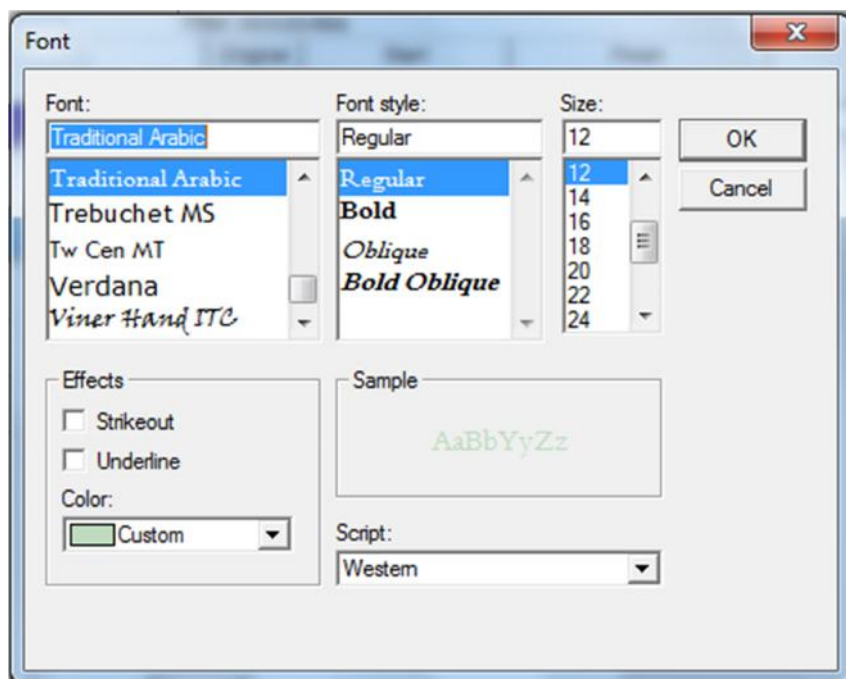 Font
Font:
Traditional Arabic
Traditional Arabic
Trebuchet MS
Tw Cen MT
Verdana
Viner Hand ITC
Font style:
Regular
Regular
Bold
Oblique
Bold Oblique
Size:
12
12
14
16
18
20
22
24
OK
Cancel
Effects
Strikeout
Underline
Color:
Custom
Sample
AaBbYyZz
Script:
Western